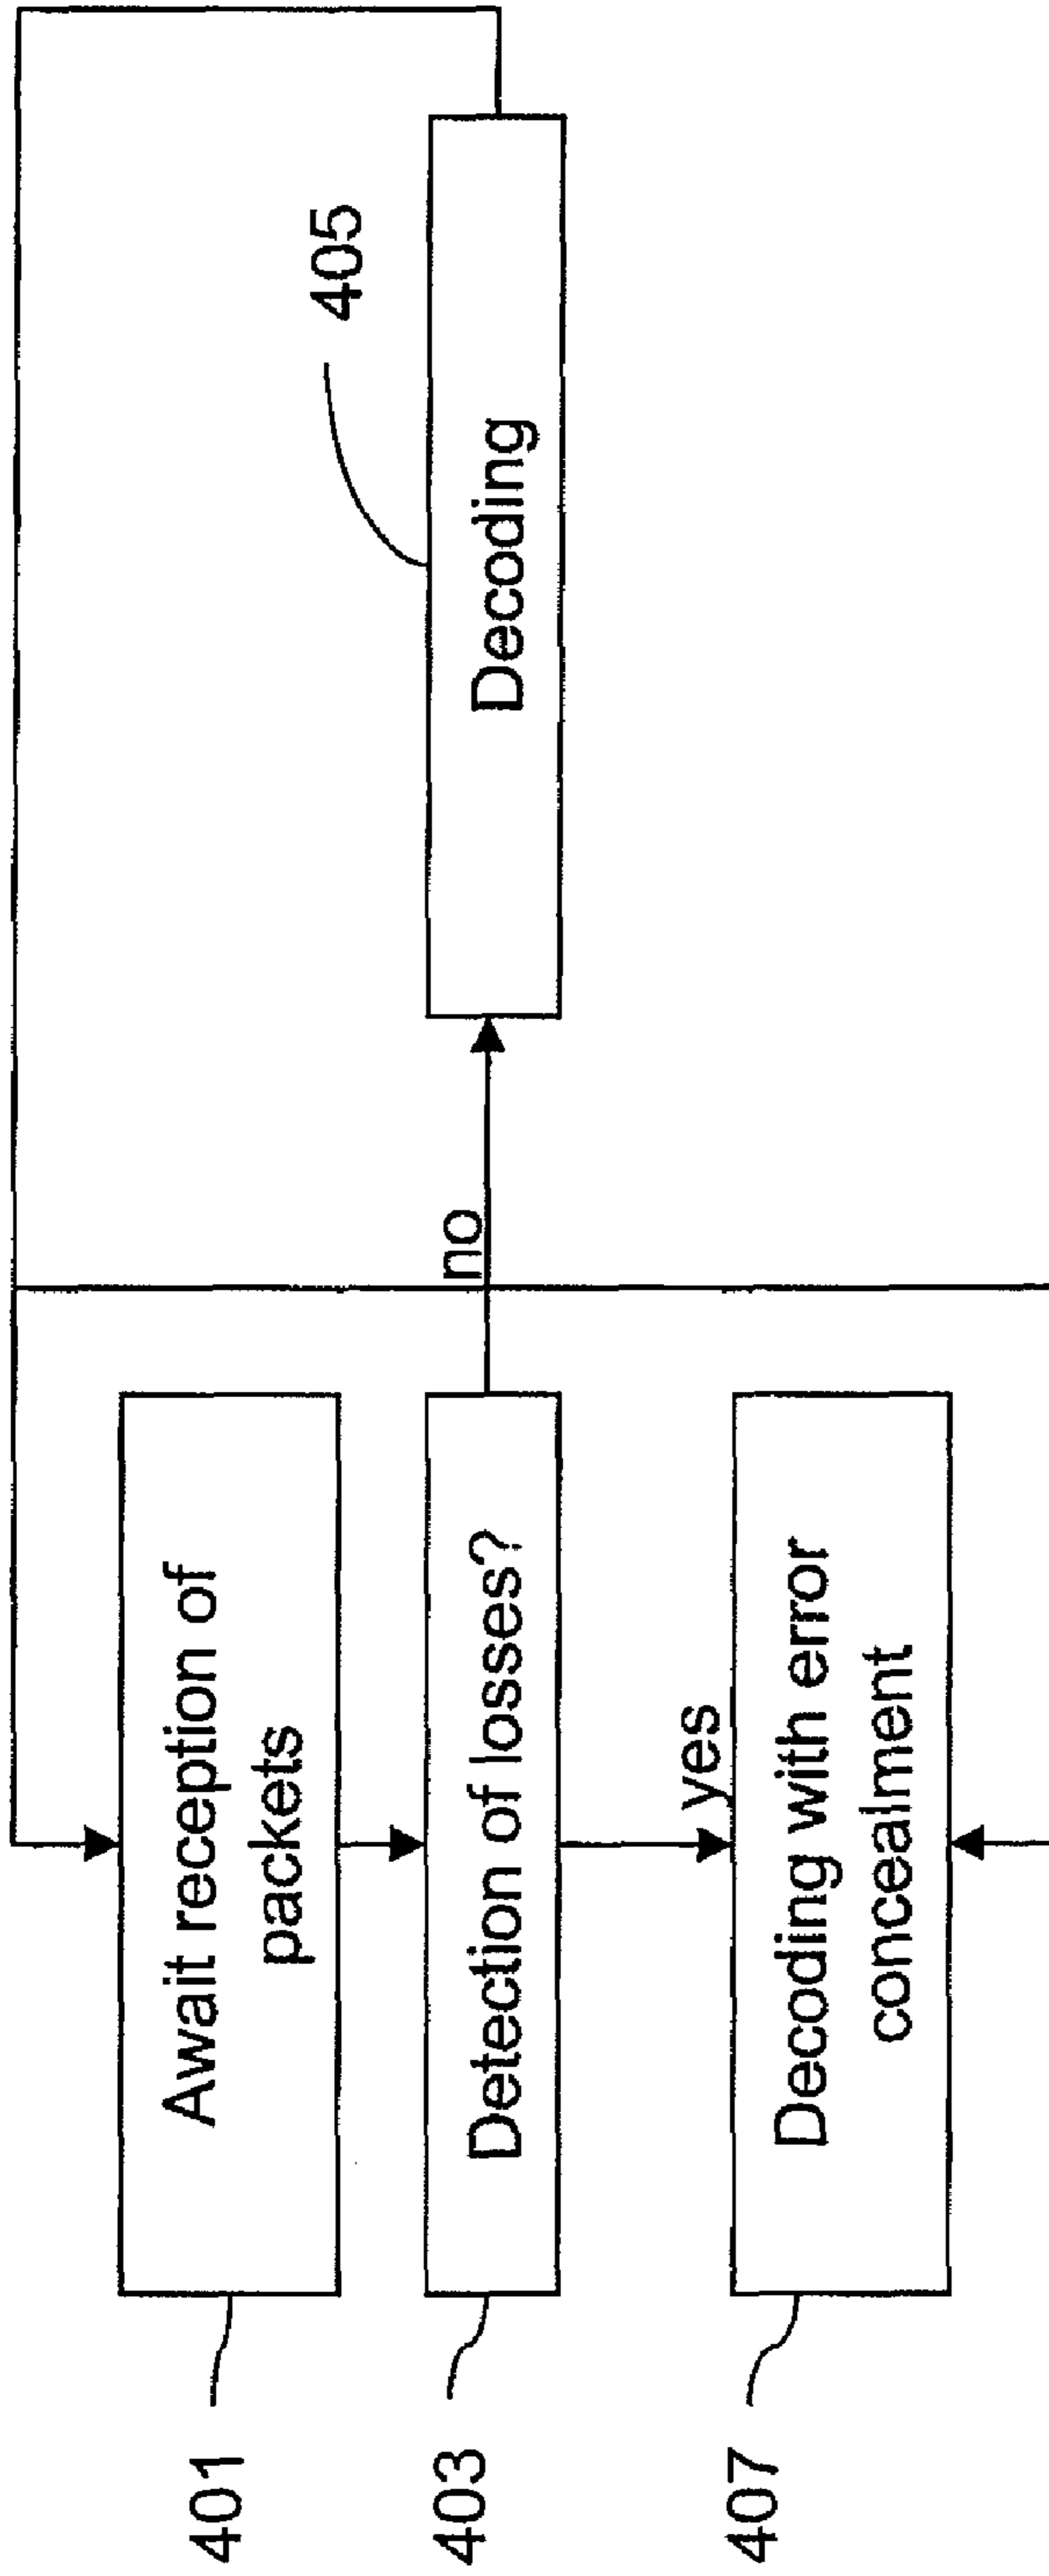 401
Await reception of
packets
403
Detection of losses?
no
405
Decoding
yes
407
Decoding with error
concealment